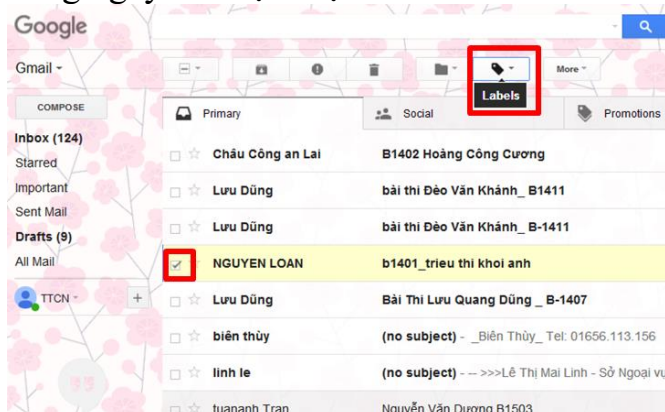 Google
Gmail
More
Labels
COMPOSE
Primary
Social
Promotions
Inbox (124)
Starred
Important
Sent Mail
Drafts (9)
All Mail
TTCN
Châu Công an Lai B1402 Hoàng Công Cương
Lưu Dũng bài thi Đèo Văn Khánh_ B1411
Lưu Dũng bài thi Đèo Văn Khánh_ B-1411
NGUYEN LOAN b1401_trieu thi khoi anh
Lưu Dũng Bài Thi Lưu Quang Dũng _ B-1407
biên thùy (no subject) - _Biên Thùy_ Tel: 01656.113.156
linh le (no subject) - -- >>>Lê Thị Mai Linh - Sở Ngoại vụ
tuananh Tran Nguyễn Văn Dương B1503